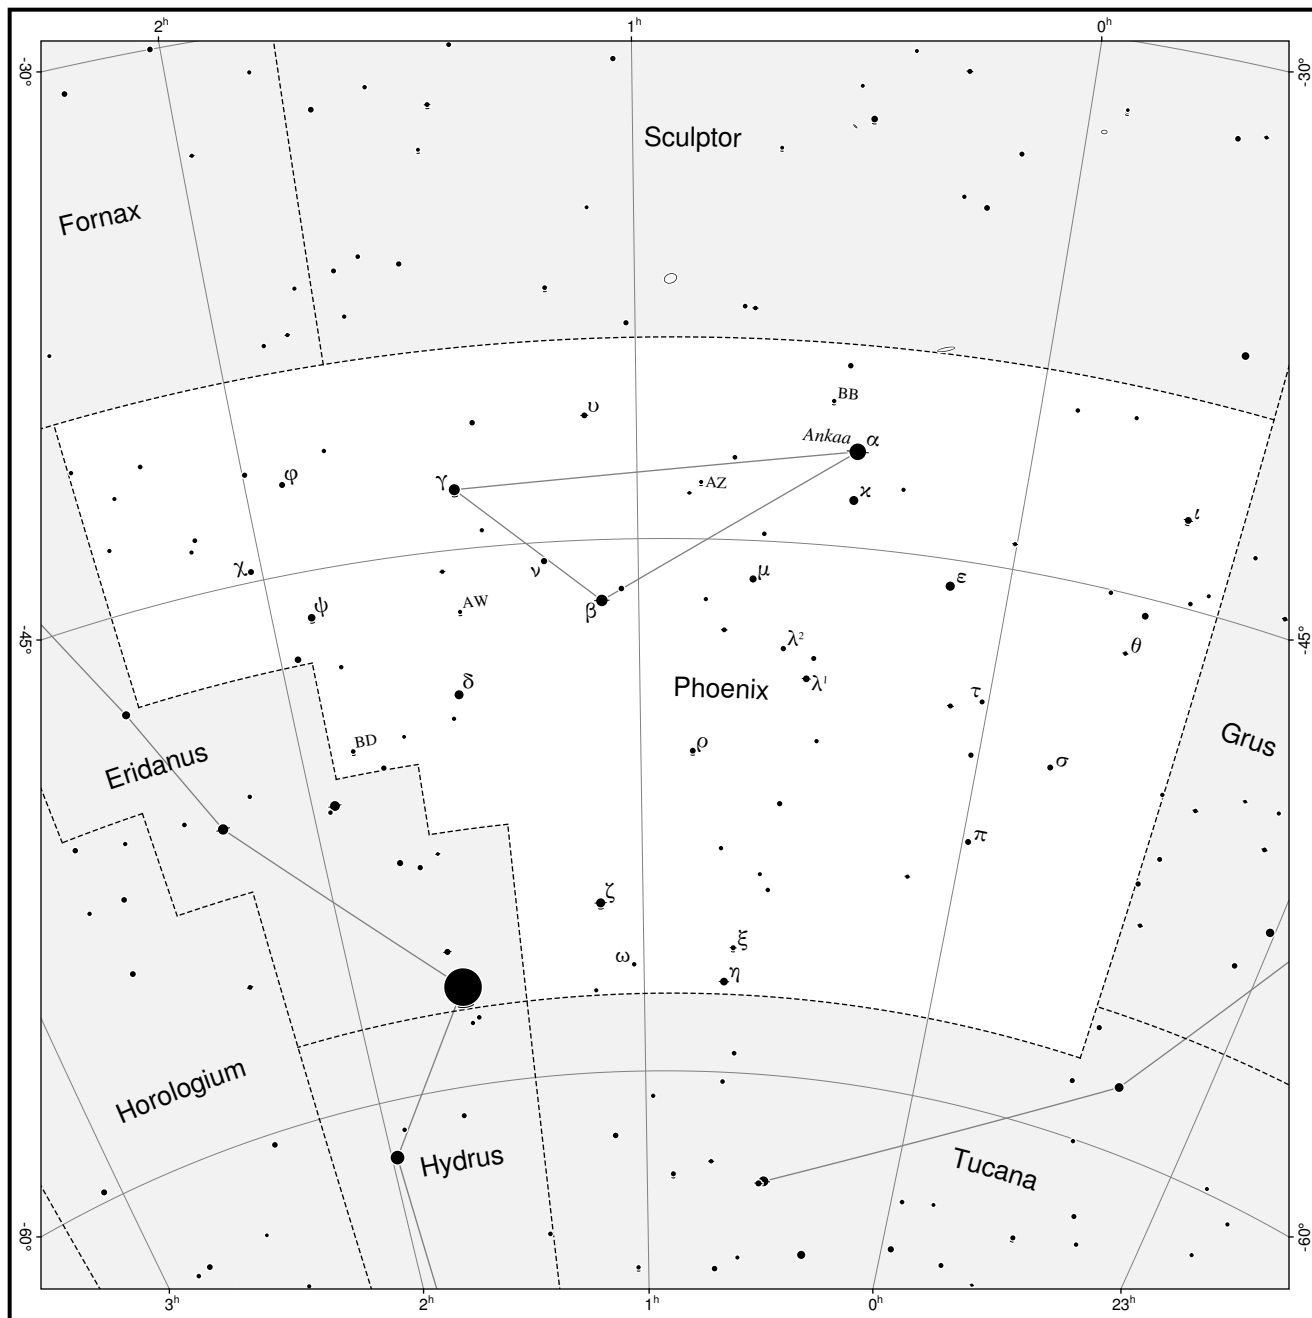 2ʰ 1ʰ 0ʰ
-30° -30°
Sculptor
Fornax
BB
υ
Ankaa α
φ γ
AZ ϰ
ι
χ ν μ ε
ψ AW β
λ² θ
δ λ¹
Phoenix τ
BD ρ
-45° -45°
Grus
Eridanus σ
π
ζ
ω ξ
η
Horologium
Hydrus Tucana
-60° -60°
3ʰ 2ʰ 1ʰ 0ʰ 23ʰ